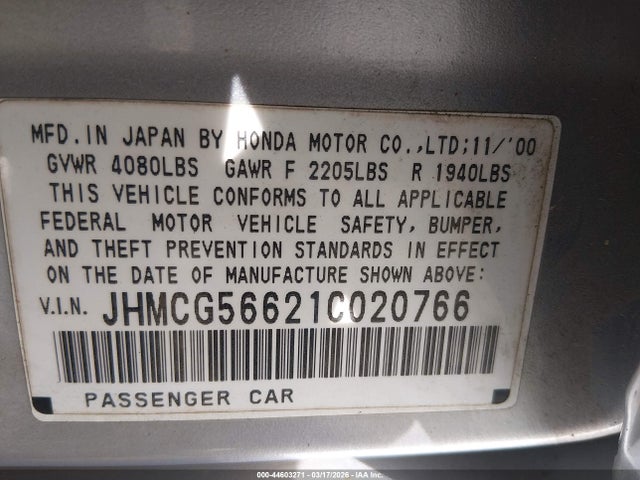 MFD.IN JAPAN BY HONDA MOTOR CO.,LTD;11/'00
GVWR 4080LBS GAWR F 2205LBS R 1940LBS
THIS VEHICLE CONFORMS TO ALL APPLICABLE
FEDERAL MOTOR VEHICLE SAFETY, BUMPER,
AND THEFT PREVENTION STANDARDS IN EFFECT
ON THE DATE OF MANUFACTURE SHOWN ABOVE:
V.I.N. JHMCG56621C020766
PASSENGER CAR
000-44603271 - 03/17/2026 - IAA Inc.